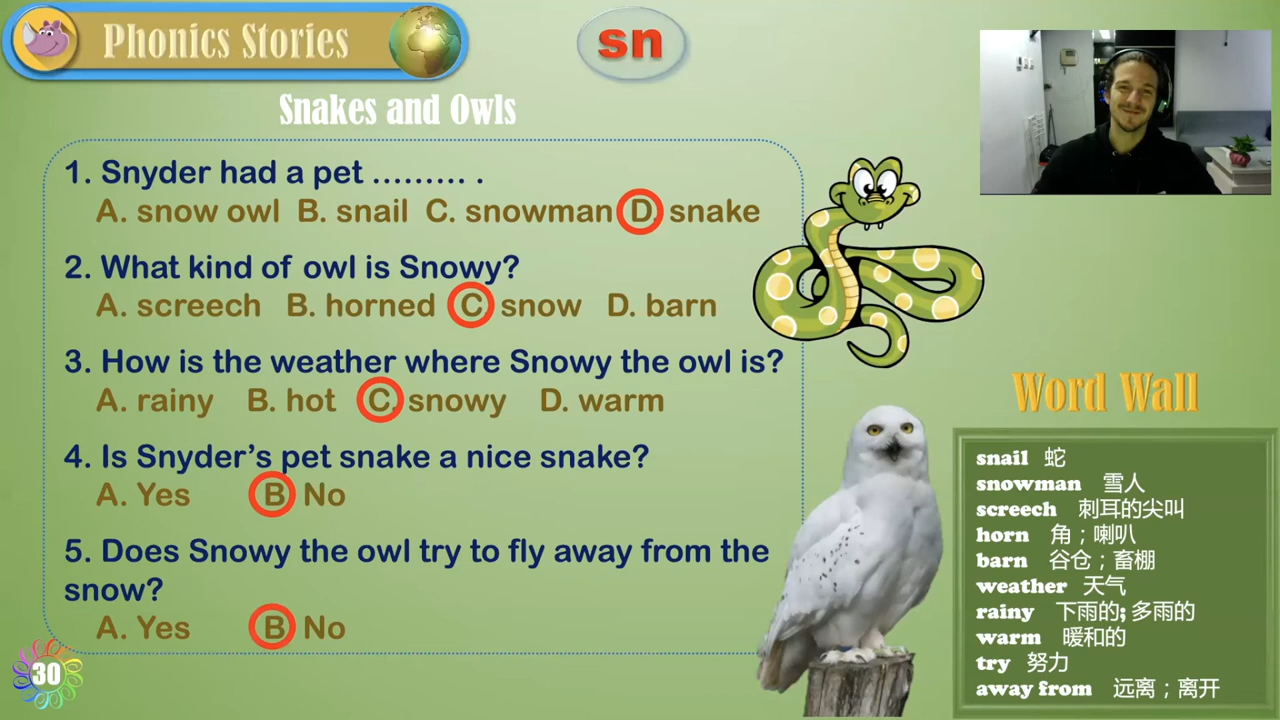 Phonics Stories
sn
Snakes and Owls
1. Snyder had a pet ......... .
A. snow owl B. snail C. snowman D. snake
2. What kind of owl is Snowy?
A. screech B. horned C. snow D. barn
3. How is the weather where Snowy the owl is?
A. rainy B. hot C. snowy D. warm
4. Is Snyder's pet snake a nice snake?
A. Yes B. No
5. Does Snowy the owl try to fly away from the
snow?
A. Yes B. No
30
Word Wall
snail 蛇
snowman 雪人
screech 刺耳的尖叫
horn 角；喇叭
barn 谷仓；畜棚
weather 天气
rainy 下雨的; 多雨的
warm 暖和的
try 努力
away from 远离；离开